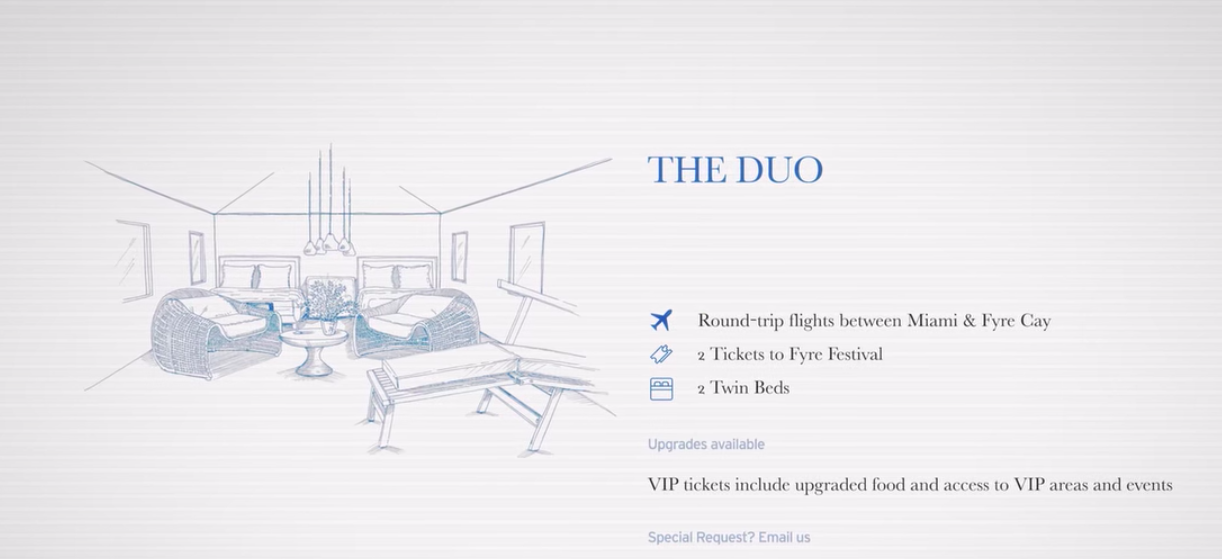 THE DUO
Round-trip flights between Miami & Fyre Cay
2 Tickets to Fyre Festival
2 Twin Beds
Upgrades available
VIP tickets include upgraded food and access to VIP areas and events
Special Request? Email us